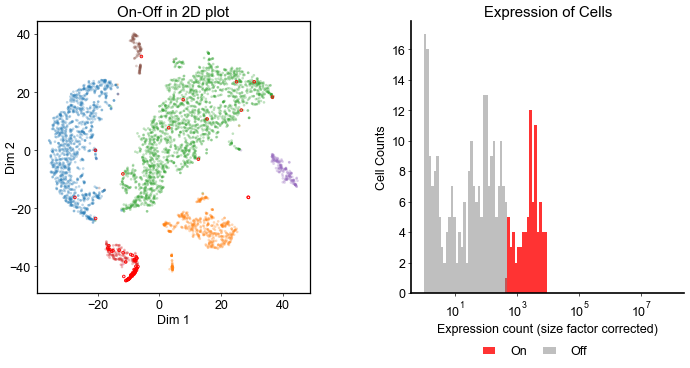 On-Off in 2D plot
40
20
0
−20
−40
Dim 2
−20
0
20
40
Dim 1
Expression of Cells
16
14
12
10
8
6
4
2
0
Cell Counts
10^1
10^3
10^5
10^7
Expression count (size factor corrected)
On
Off